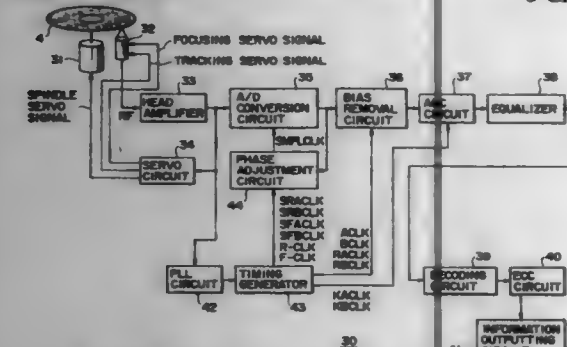 4
32
31
FOCUSING SERVO SIGNAL
TRACKING SERVO SIGNAL
SPINDLE
SERVO
SIGNAL
RF
33
HEAD
AMPLIFIER
35
A/D
CONVERSION
CIRCUIT
36
BIAS
REMOVAL
CIRCUIT
37
AGC
CIRCUIT
38
EQUALIZER
SMPLCLK
34
SERVO
CIRCUIT
PHASE
ADJUSTMENT
CIRCUIT
44
SRACLK
SRBCLK
SFACLK
SFBCLK
R-CLK
F-CLK
ACLK
BCLK
RACLK
RBCLK
PLL
CIRCUIT
42
TIMING
GENERATOR
43
KACLK
KBCLK
39
DECODING
CIRCUIT
40
ECC
CIRCUIT
30
INFORMATION
OUTPUTTING